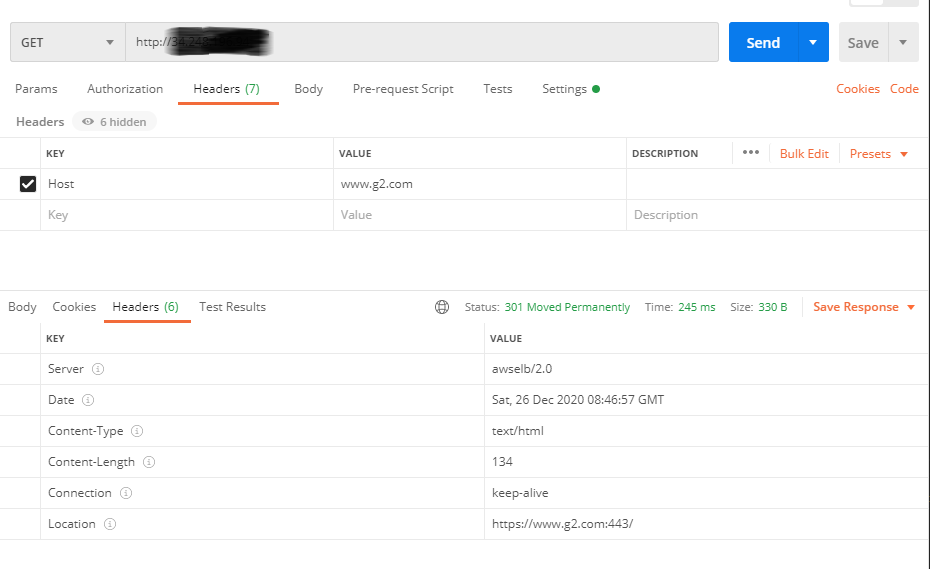 GET http:// Send Save
Params Authorization Headers (7) Body Pre-request Script Tests Settings Cookies Code
Headers 6 hidden
KEY VALUE DESCRIPTION ••• Bulk Edit Presets
Host www.g2.com
Key Value Description
Body Cookies Headers (6) Test Results Status: 301 Moved Permanently Time: 245 ms Size: 330 B Save Response
KEY VALUE
Server awselb/2.0
Date Sat, 26 Dec 2020 08:46:57 GMT
Content-Type text/html
Content-Length 134
Connection keep-alive
Location https://www.g2.com:443/